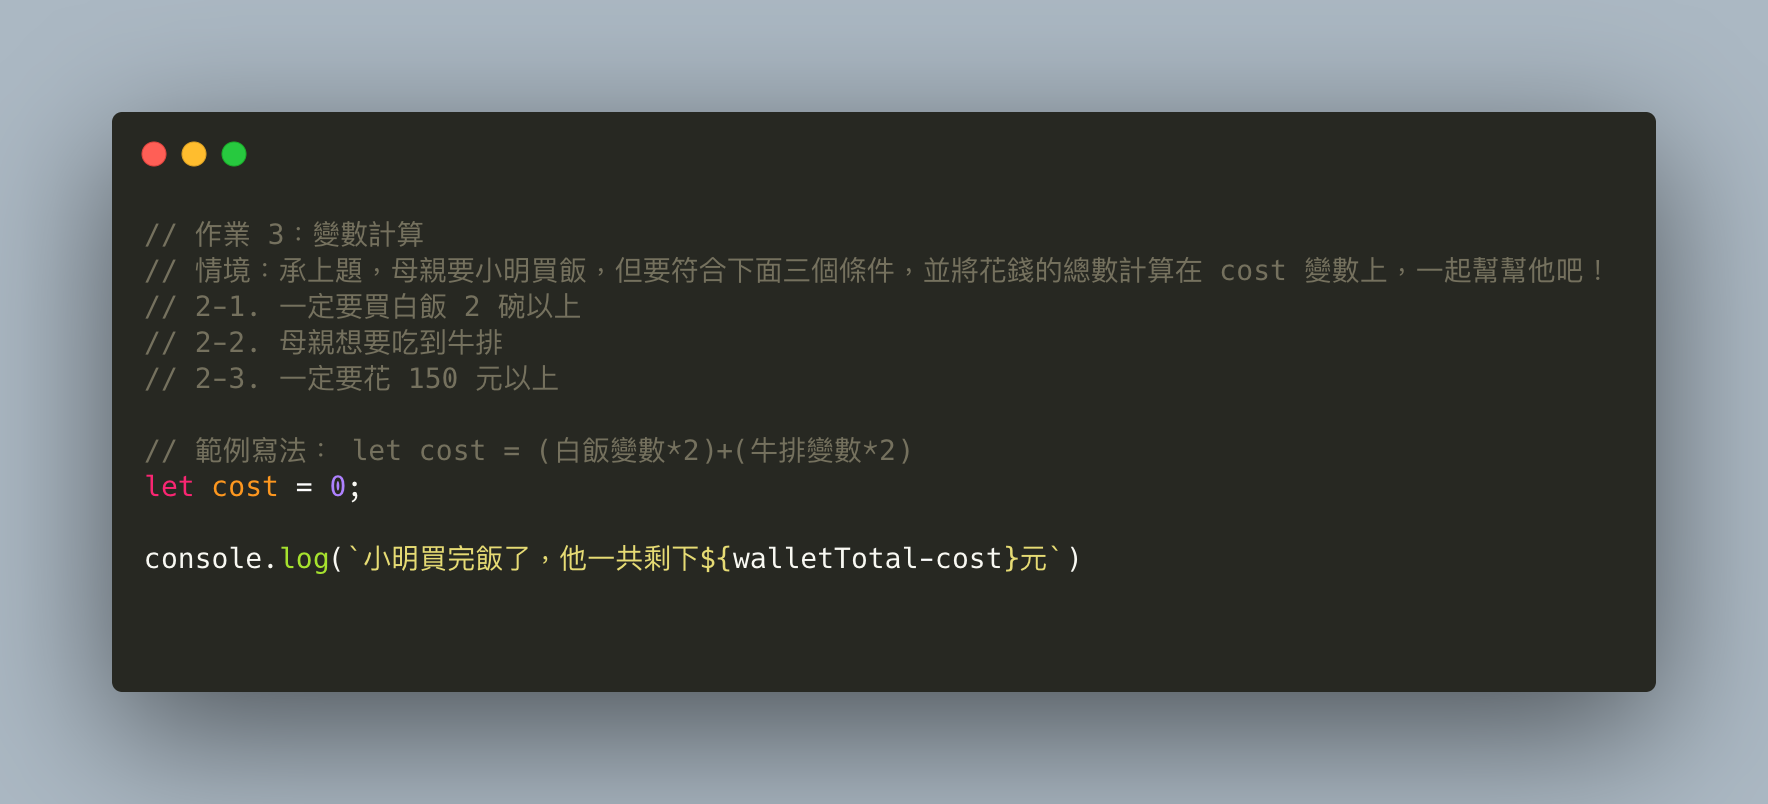 // 作業 3：變數計算
// 情境：承上題，母親要小明買飯，但要符合下面三個條件，並將花錢的總數計算在 cost 變數上，一起幫幫他吧！
// 2-1. 一定要買白飯 2 碗以上
// 2-2. 母親想要吃到牛排
// 2-3. 一定要花 150 元以上
// 範例寫法： let cost = (白飯變數*2)+(牛排變數*2)
let cost = 0;
console.log(`小明買完飯了，他一共剩下${walletTotal-cost}元`)